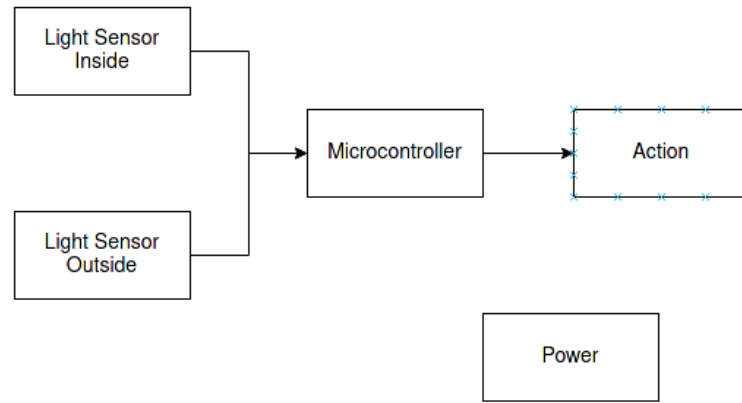 Light Sensor
Inside
Microcontroller
Action
Light Sensor
Outside
Power